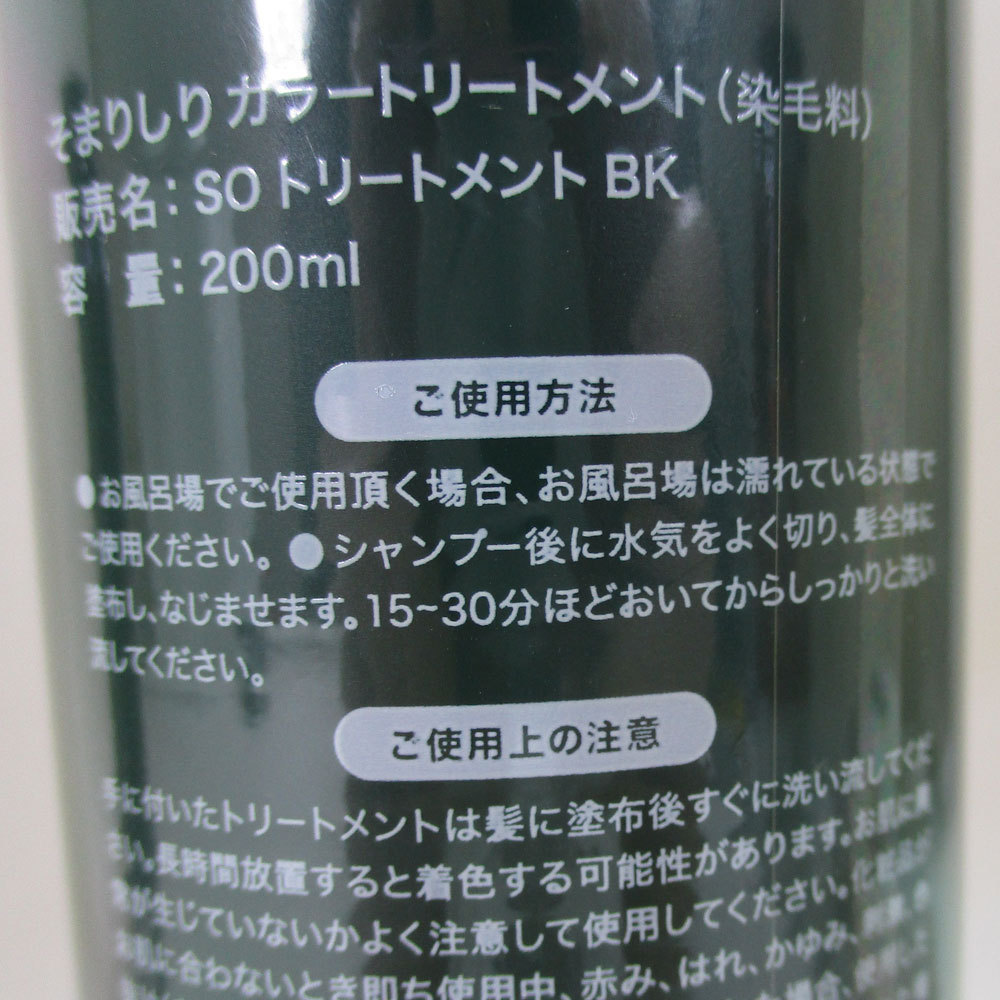 そまりしり カラートリートメント（染毛料）
販売名：SO トリートメント BK
容　量：200ml
ご使用方法
●お風呂場でご使用頂く場合、お風呂場は濡れている状態で
ご使用ください。●シャンプー後に水気をよく切り、髪全体に
塗布し、なじませます。15~30分ほどおいてからしっかりと洗い
流してください。
ご使用上の注意
手に付いたトリートメントは髪に塗布後すぐに洗い流してくだ
さい。長時間放置すると着色する可能性があります。お肌に異
常が生じていないかよく注意して使用してください。化粧品が
お肌に合わないとき即ち使用中、赤み、はれ、かゆみ、刺激、
場合、使用